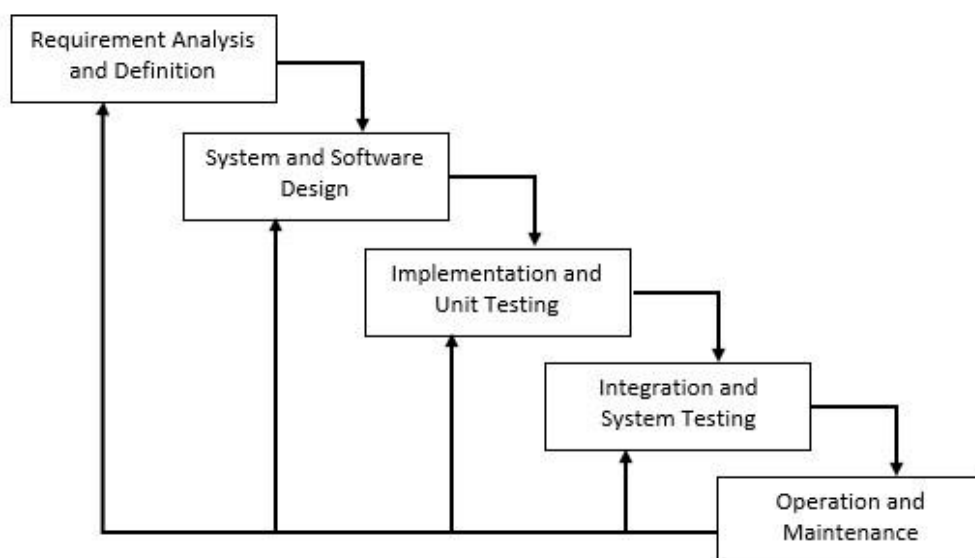 Requirement Analysis
and Definition
System and Software
Design
Implementation and
Unit Testing
Integration and
System Testing
Operation and
Maintenance